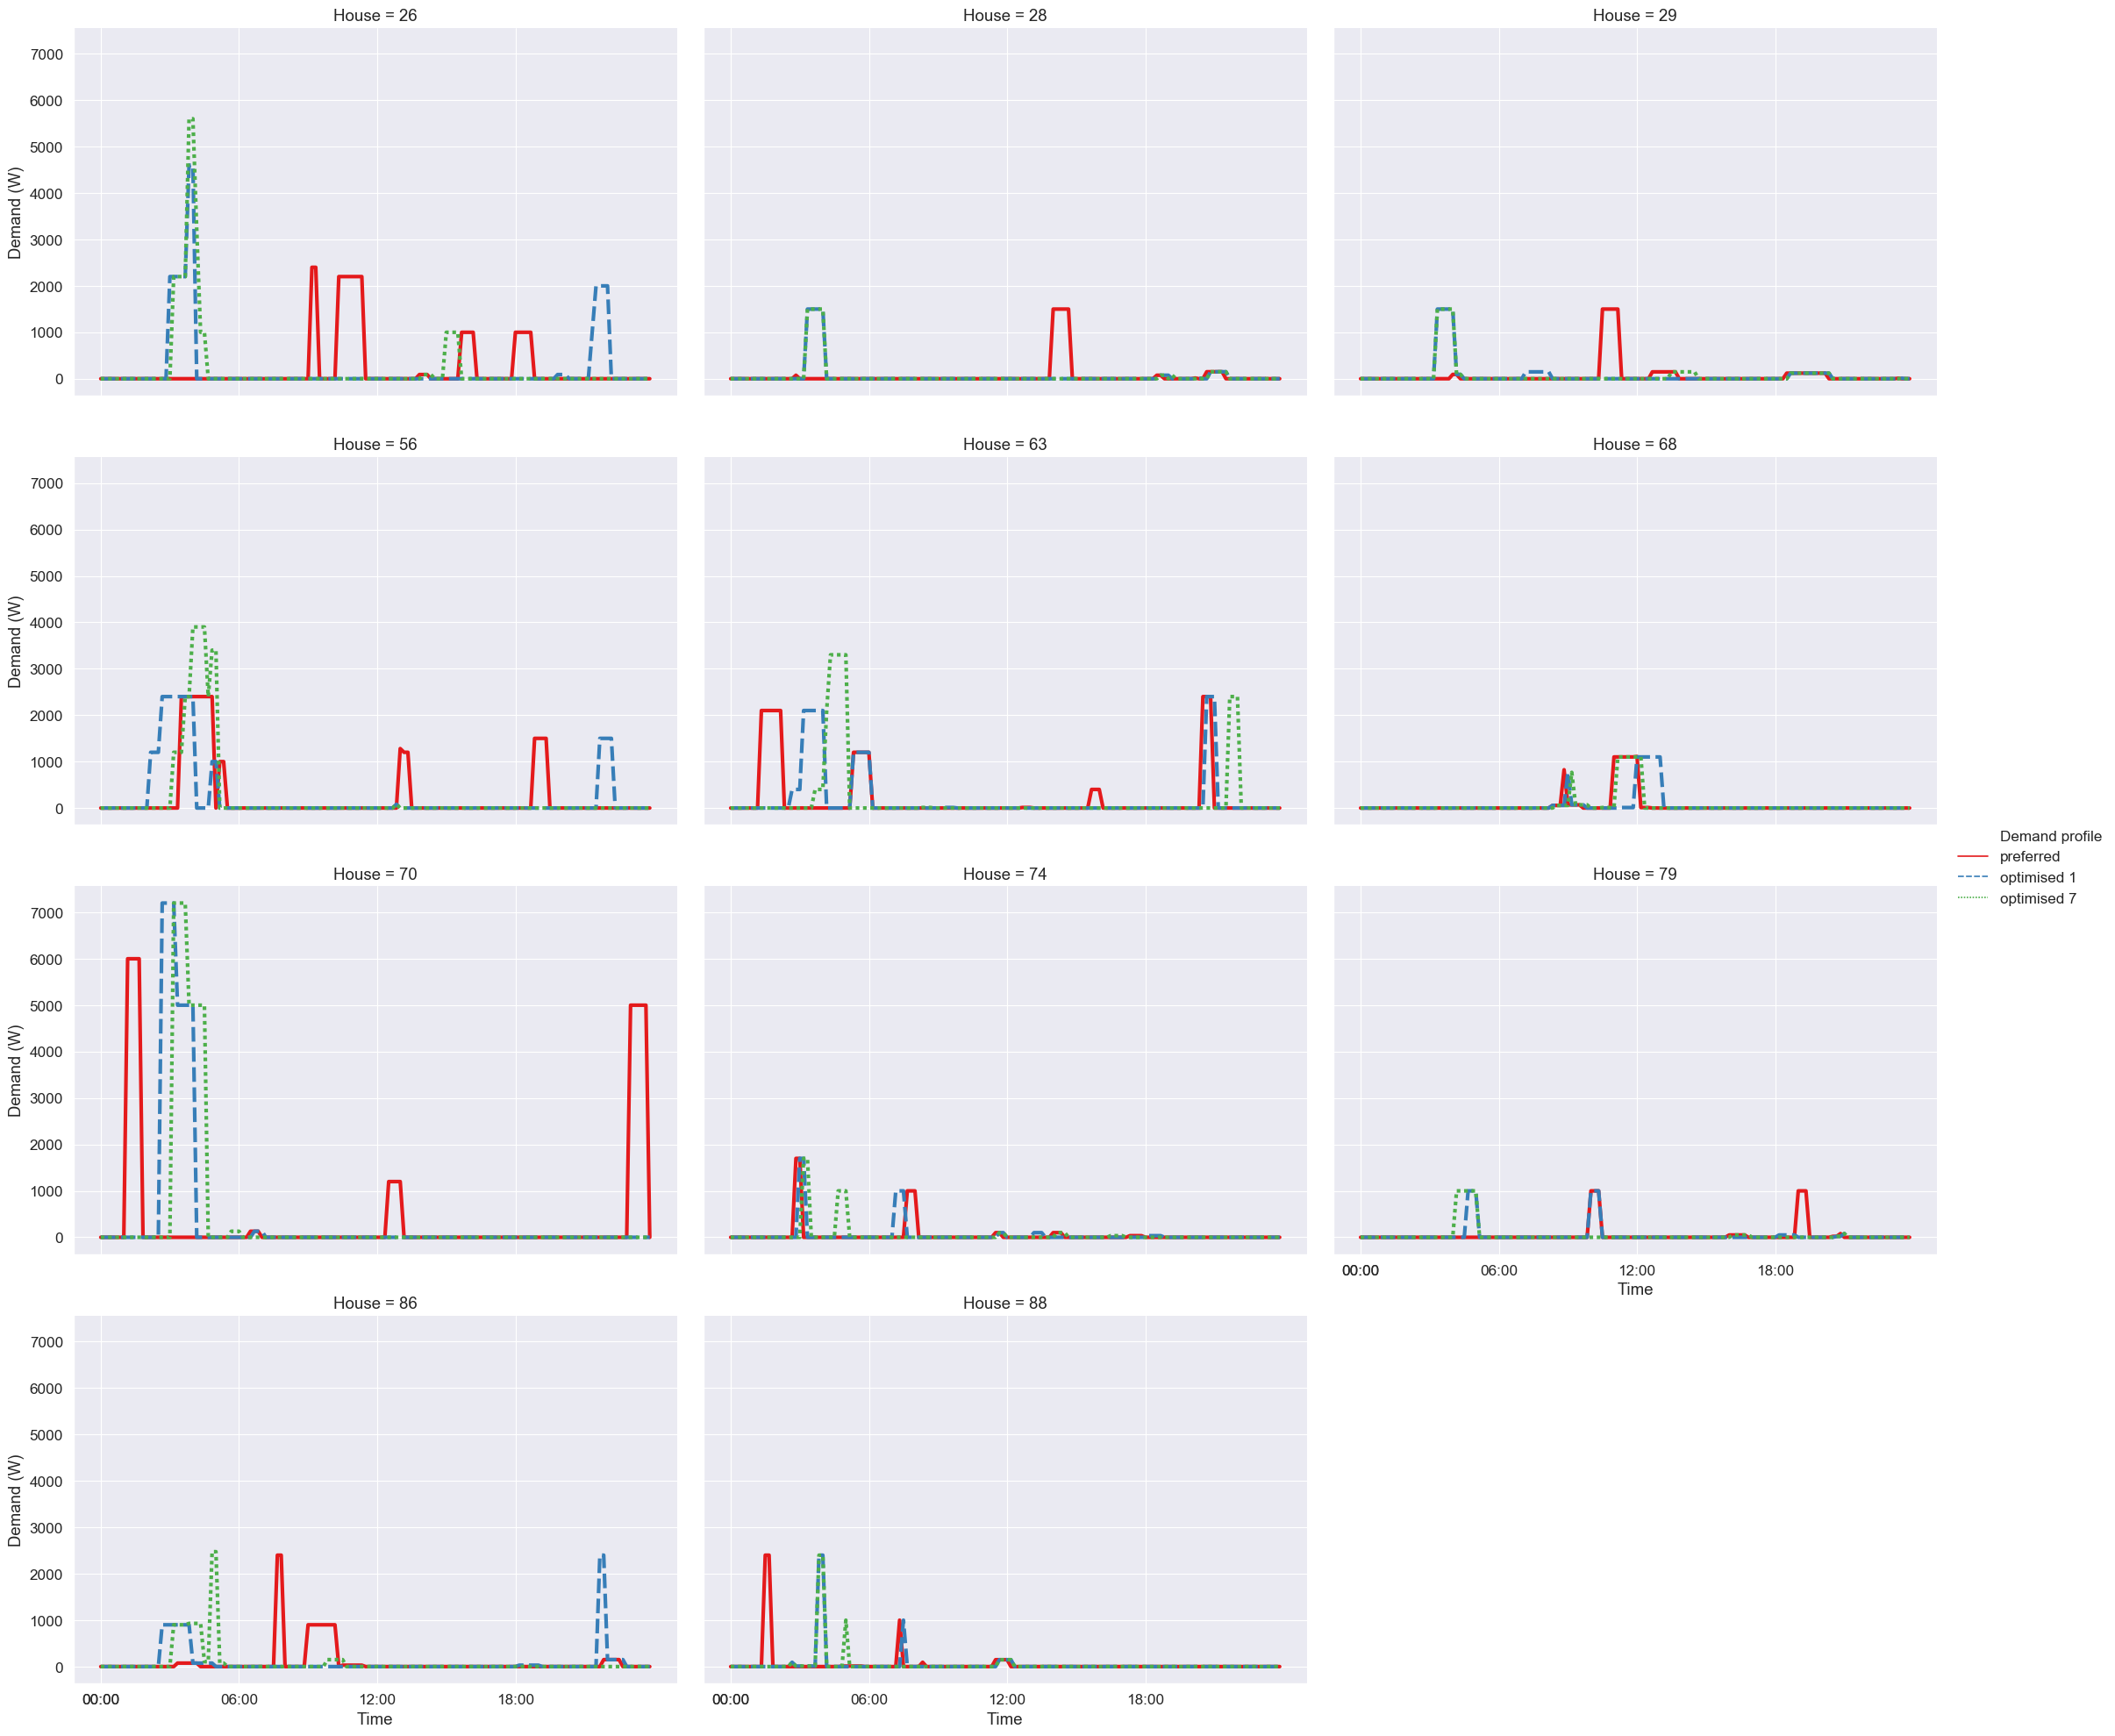 House = 26
House = 28
House = 29
7000
6000
5000
4000
3000
2000
1000
0
Demand (W)
House = 56
House = 63
House = 68
7000
6000
5000
4000
3000
2000
1000
0
Demand (W)
Demand profile
preferred
optimised 1
optimised 7
House = 70
House = 74
House = 79
7000
6000
5000
4000
3000
2000
1000
0
Demand (W)
00:00 06:00 12:00 18:00
Time
House = 86
House = 88
7000
6000
5000
4000
3000
2000
1000
0
Demand (W)
00:00 06:00 12:00 18:00
Time
00:00 06:00 12:00 18:00
Time